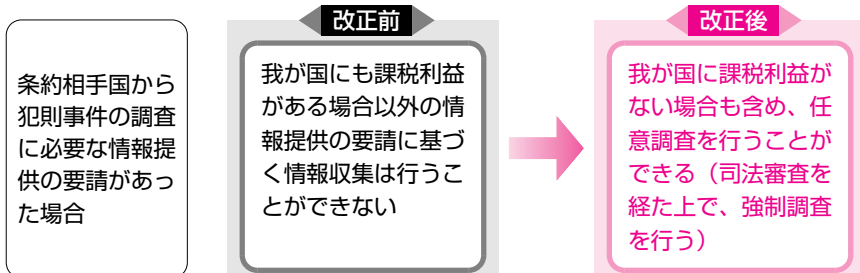 条約相手国から
犯則事件の調査
に必要な情報提
供の要請があっ
た場合
改正前
我が国にも課税利益
がある場合以外の情
報提供の要請に基づ
く情報収集は行うこ
とができない
改正後
我が国に課税利益が
ない場合も含め、任
意調査を行うことが
できる（司法審査を
経た上で、強制調査
を行う）